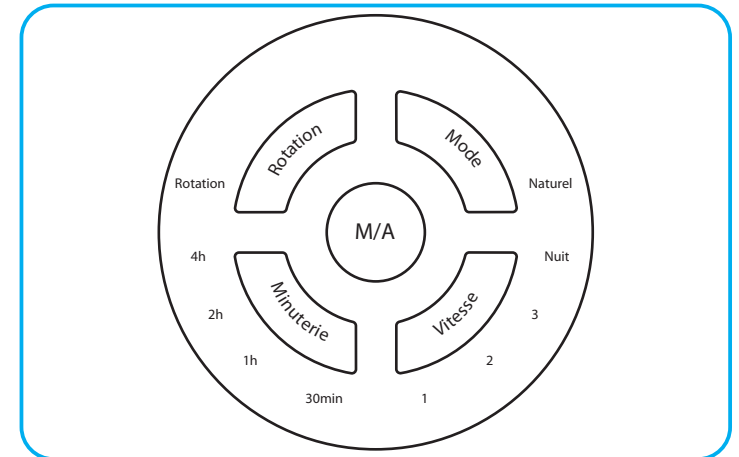 Rotation
Mode
Rotation
Naturel
M/A
4h
Nuit
Minuterie
Vitesse
2h
3
1h
2
30min
1